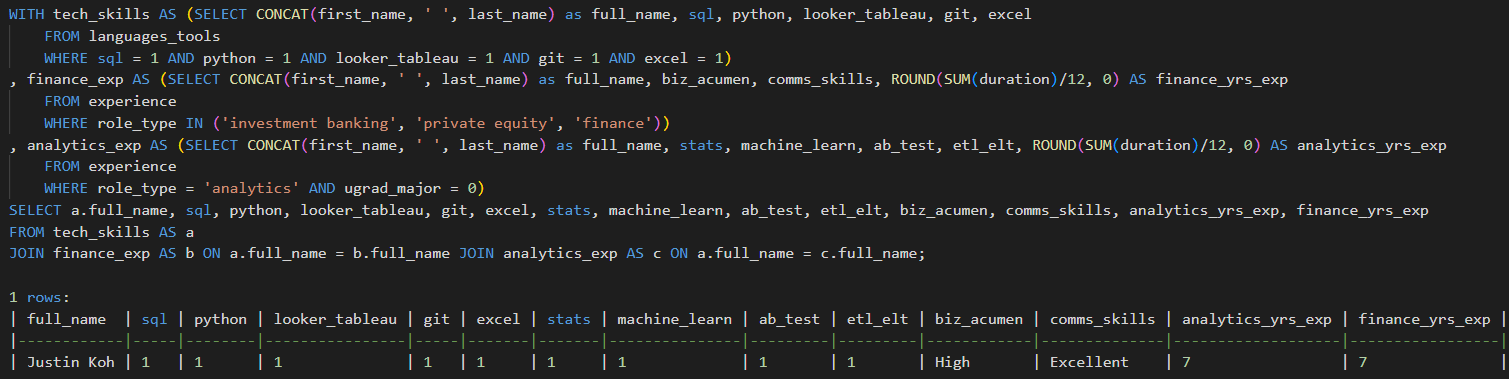 WITH tech_skills AS (SELECT CONCAT(first_name, ' ', last_name) as full_name, sql, python, looker_tableau, git, excel
    FROM languages_tools
    WHERE sql = 1 AND python = 1 AND looker_tableau = 1 AND git = 1 AND excel = 1)
, finance_exp AS (SELECT CONCAT(first_name, ' ', last_name) as full_name, biz_acumen, comms_skills, ROUND(SUM(duration)/12, 0) AS finance_yrs_exp
    FROM experience
    WHERE role_type IN ('investment banking', 'private equity', 'finance'))
, analytics_exp AS (SELECT CONCAT(first_name, ' ', last_name) as full_name, stats, machine_learn, ab_test, etl_elt, ROUND(SUM(duration)/12, 0) AS analytics_yrs_exp
    FROM experience
    WHERE role_type = 'analytics' AND ugrad_major = 0)
SELECT a.full_name, sql, python, looker_tableau, git, excel, stats, machine_learn, ab_test, etl_elt, biz_acumen, comms_skills, analytics_yrs_exp, finance_yrs_exp
FROM tech_skills AS a
JOIN finance_exp AS b ON a.full_name = b.full_name JOIN analytics_exp AS c ON a.full_name = c.full_name;

1 rows:
| full_name  | sql | python | looker_tableau | git | excel | stats | machine_learn | ab_test | etl_elt | biz_acumen | comms_skills | analytics_yrs_exp | finance_yrs_exp |
|------------|-----|--------|----------------|-----|-------|-------|---------------|---------|---------|------------|--------------|-------------------|-----------------|
| Justin Koh | 1   | 1      | 1              | 1   | 1     | 1     | 1             | 1       | 1       | High       | Excellent    | 7                 | 7               |